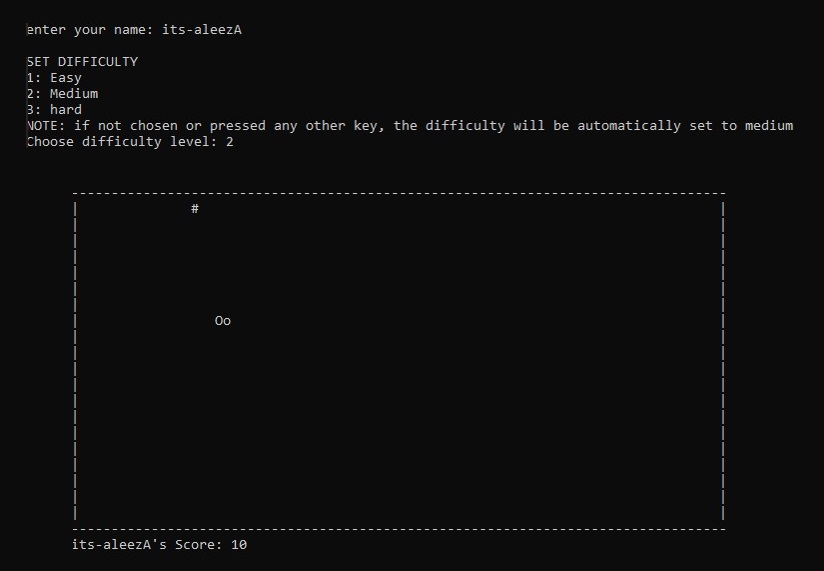 enter your name: its-aleezA
SET DIFFICULTY
1: Easy
2: Medium
3: hard
NOTE: if not chosen or pressed any other key, the difficulty will be automatically set to medium
Choose difficulty level: 2
#
Oo
its-aleezA's Score: 10